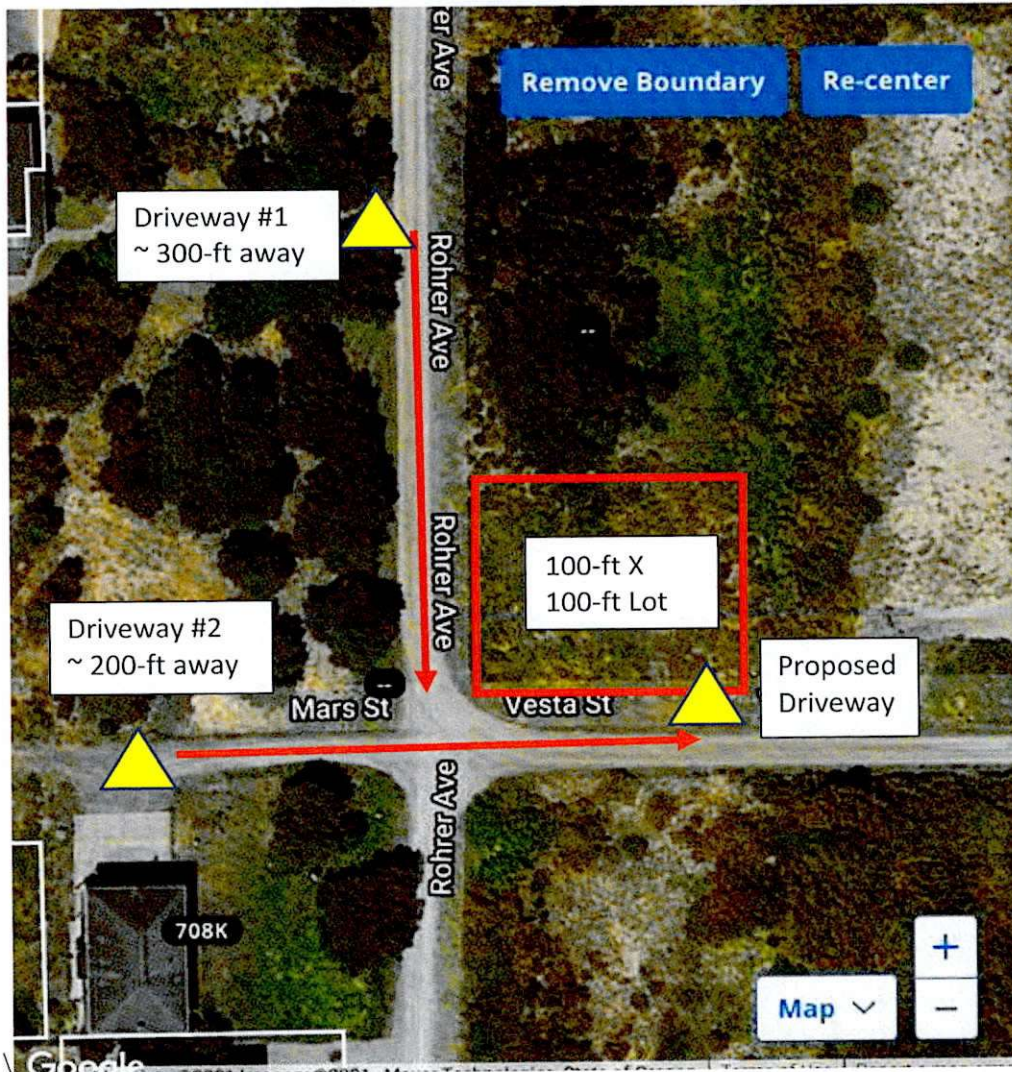 rer Ave
Remove Boundary
Re-center
Driveway #1
~ 300-ft away
Rohrer Ave
--
Rohrer Ave
100-ft X
100-ft Lot
Driveway #2
~ 200-ft away
--
Mars St
Vesta St
Proposed
Driveway
Rohrer Ave
708K
+
Map
−
Google